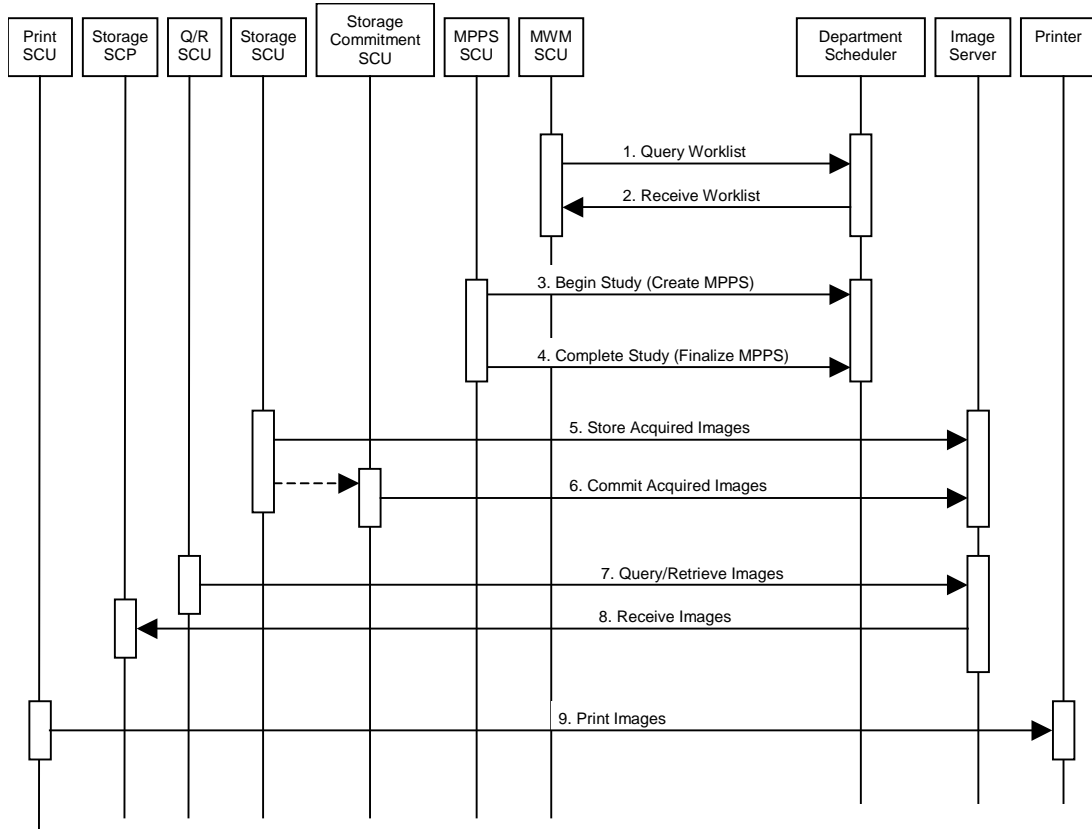 Print
SCU
Storage
SCP
Q/R
SCU
Storage
SCU
Storage
Commitment
SCU
MPPS
SCU
MWM
SCU
Department
Scheduler
Image
Server
Printer
1. Query Worklist
2. Receive Worklist
3. Begin Study (Create MPPS)
4. Complete Study (Finalize MPPS)
5. Store Acquired Images
6. Commit Acquired Images
7. Query/Retrieve Images
8. Receive Images
9. Print Images